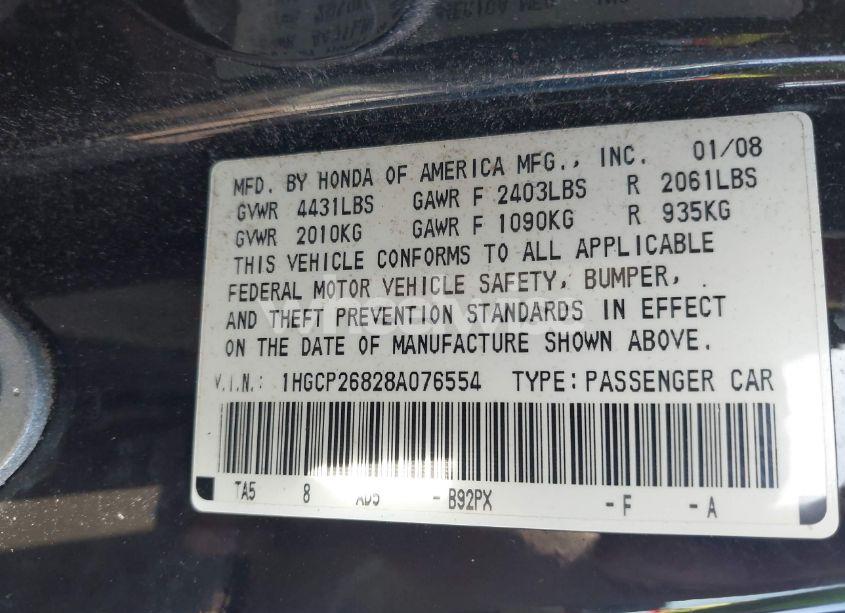 MFD. BY HONDA OF AMERICA MFG., INC. 01/08
GVWR 4431LBS GAWR F 2403LBS R 2061LBS
GVWR 2010KG GAWR F 1090KG R 935KG
THIS VEHICLE CONFORMS TO ALL APPLICABLE
FEDERAL MOTOR VEHICLE SAFETY, BUMPER,
AND THEFT PREVENTION STANDARDS IN EFFECT
ON THE DATE OF MANUFACTURE SHOWN ABOVE.
V.I.N.: 1HGCP26828A076554 TYPE: PASSENGER CAR
TA5 8 AD5 - B92PX - F - A